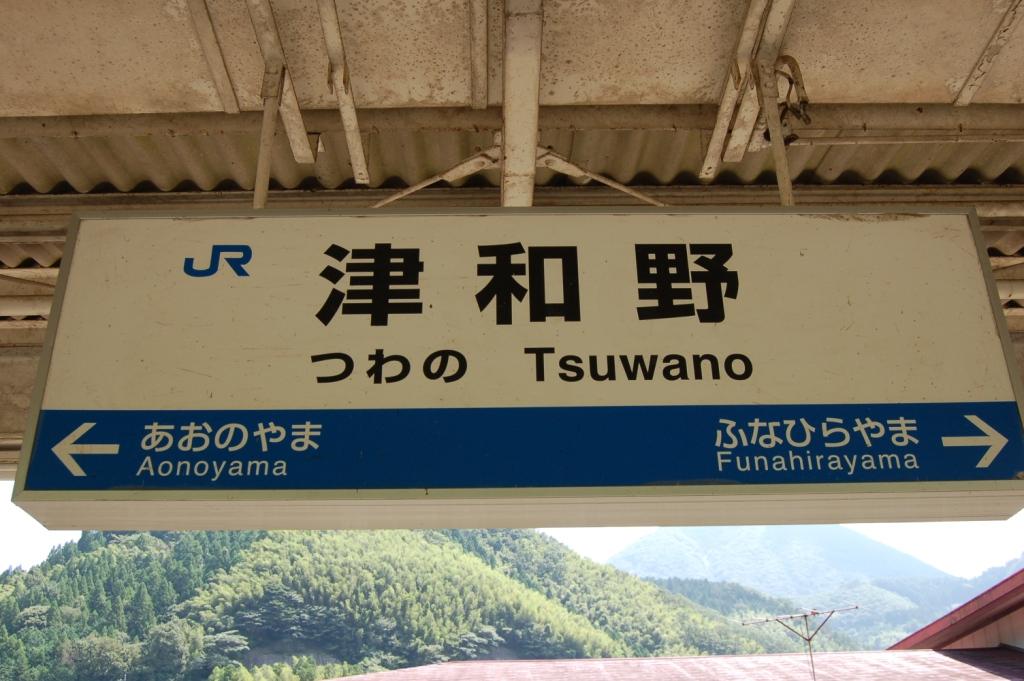 JR 津和野
つわの Tsuwano
← あおのやま ふなひらやま →
Aonoyama Funahirayama